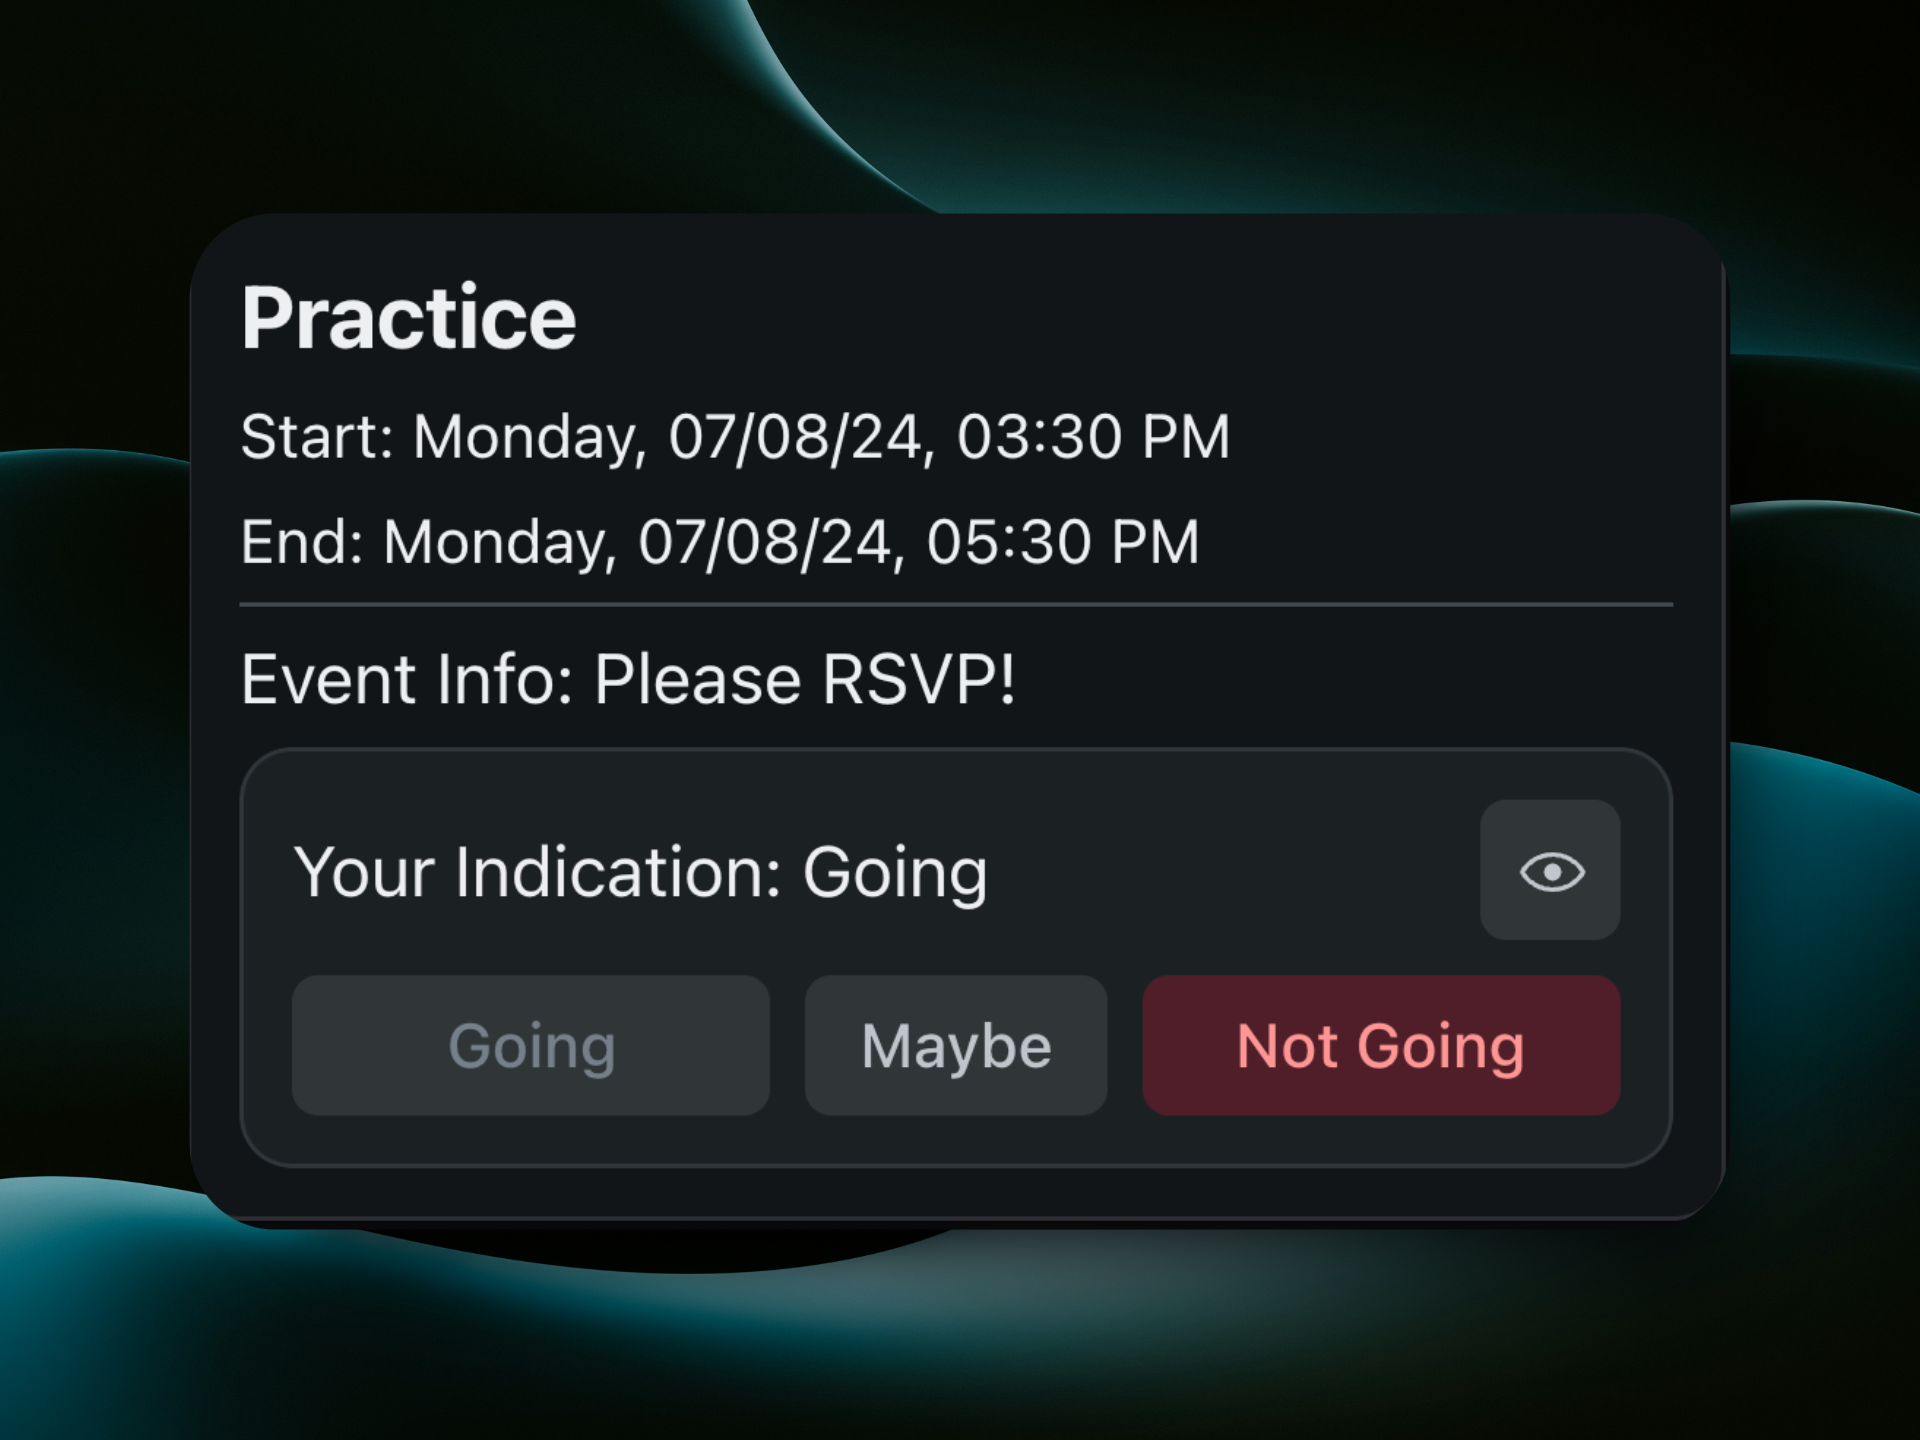 Practice
Start: Monday, 07/08/24, 03:30 PM
End: Monday, 07/08/24, 05:30 PM
Event Info: Please RSVP!
Your Indication: Going
Going Maybe Not Going